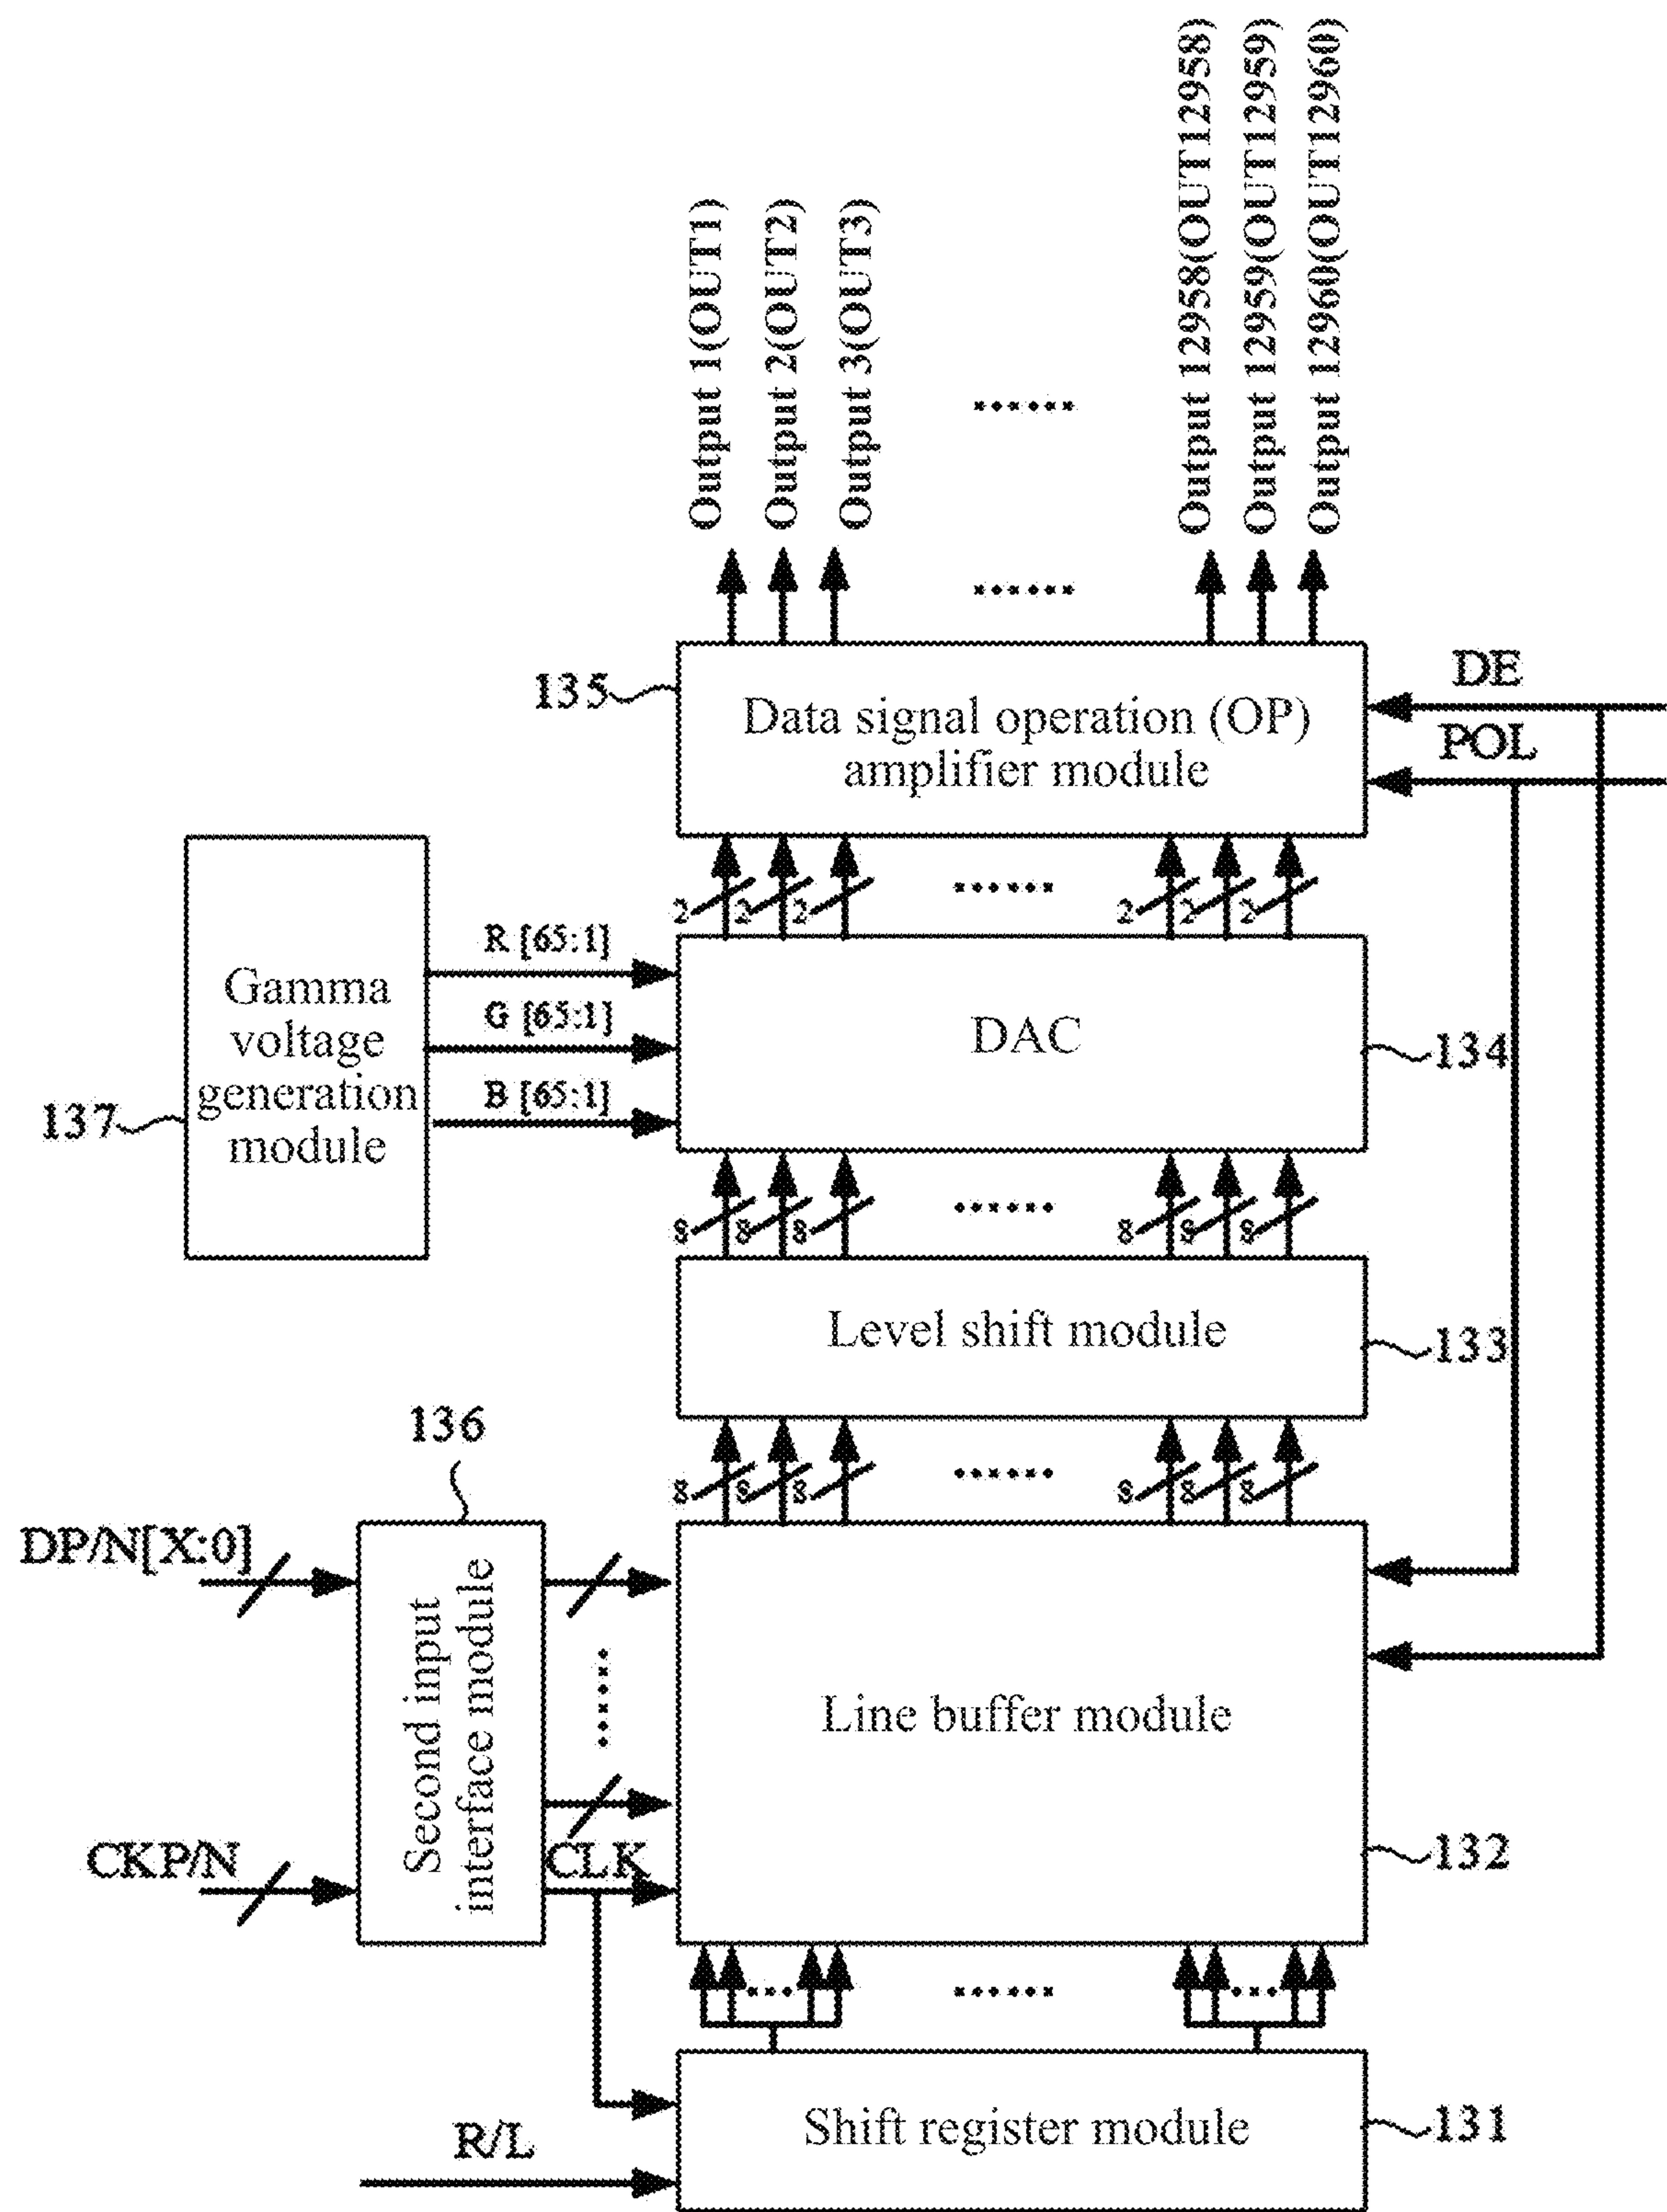 Output 1(OUT1)
Output 2(OUT2)
Output 3(OUT3)
Output 12958(OUT12958)
Output 12959(OUT12959)
Output 12960(OUT12960)
135
Data signal operation (OP)
amplifier module
DE
POL
2 2 2 2 2 2
Gamma
voltage
generation
module
137
R [65:1]
G [65:1]
B [65:1]
DAC
134
8 8 8 8 8 8
Level shift module
133
8 8 8 8 8 8
136
DP/N[X:0]
Second input
interface module
CKP/N
CLK
Line buffer module
132
R/L
Shift register module
131